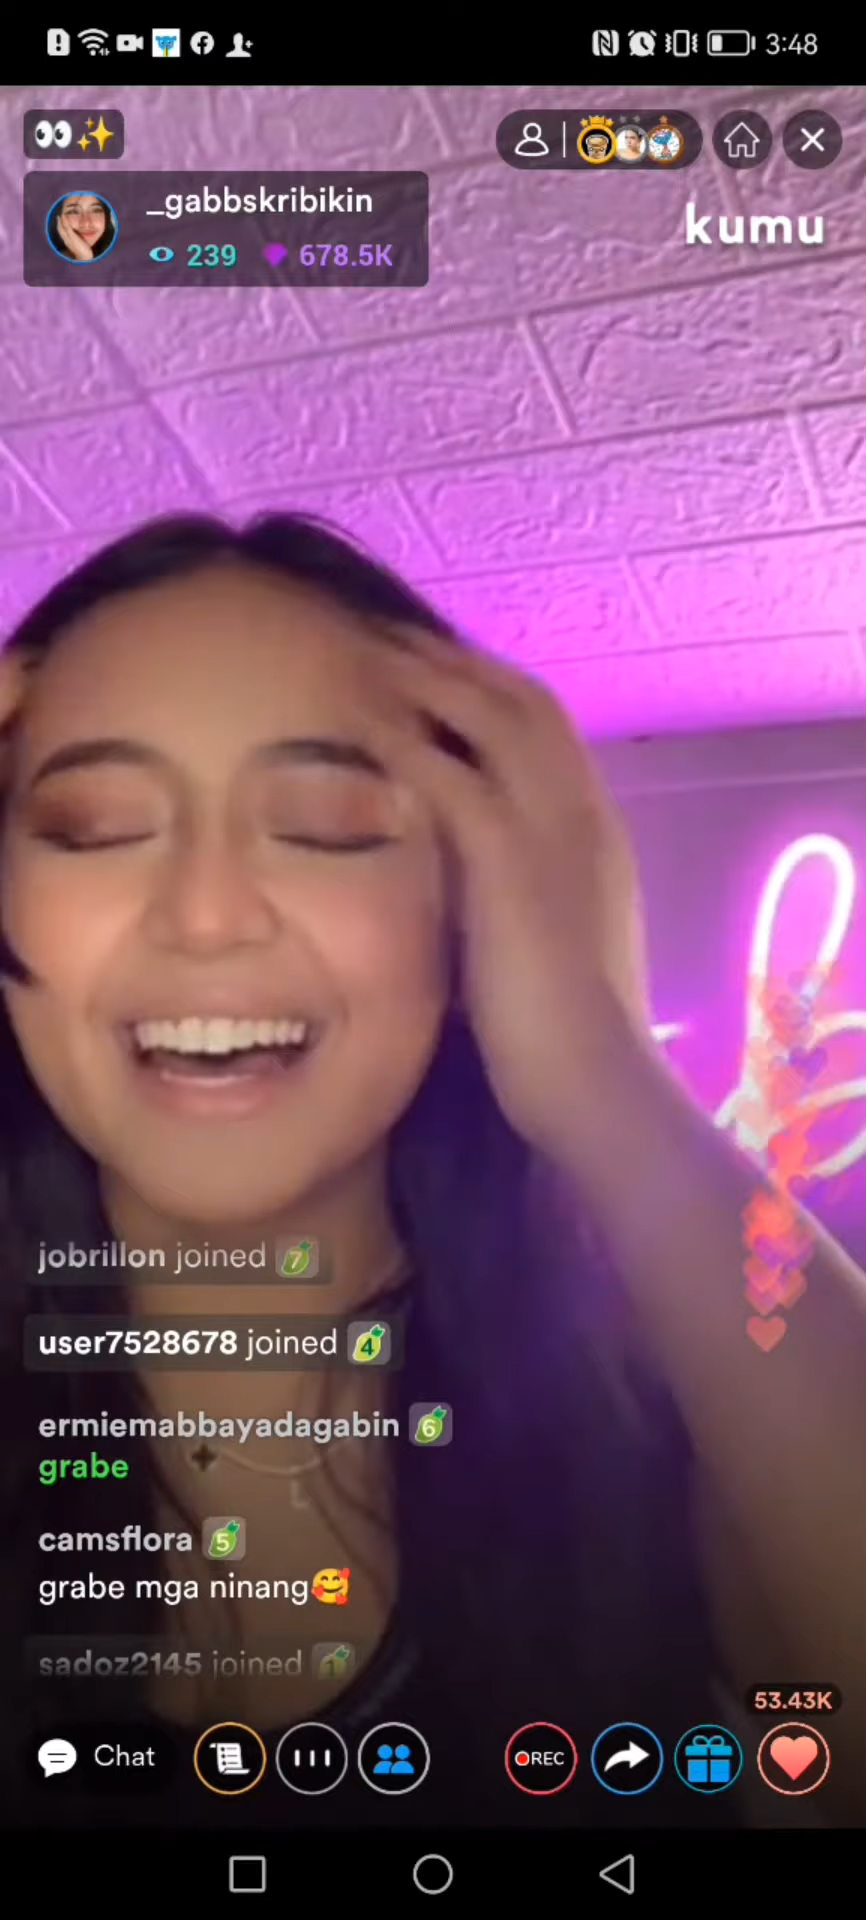 3:48
👀✨
_gabbskribikin
239 678.5K
kumu
jobrillon joined 7
user7528678 joined 4
ermiemabbayadagabin 6
grabe
camsflora 5
grabe mga ninang🥰
sadoz2145 joined 1
53.43K
Chat
REC